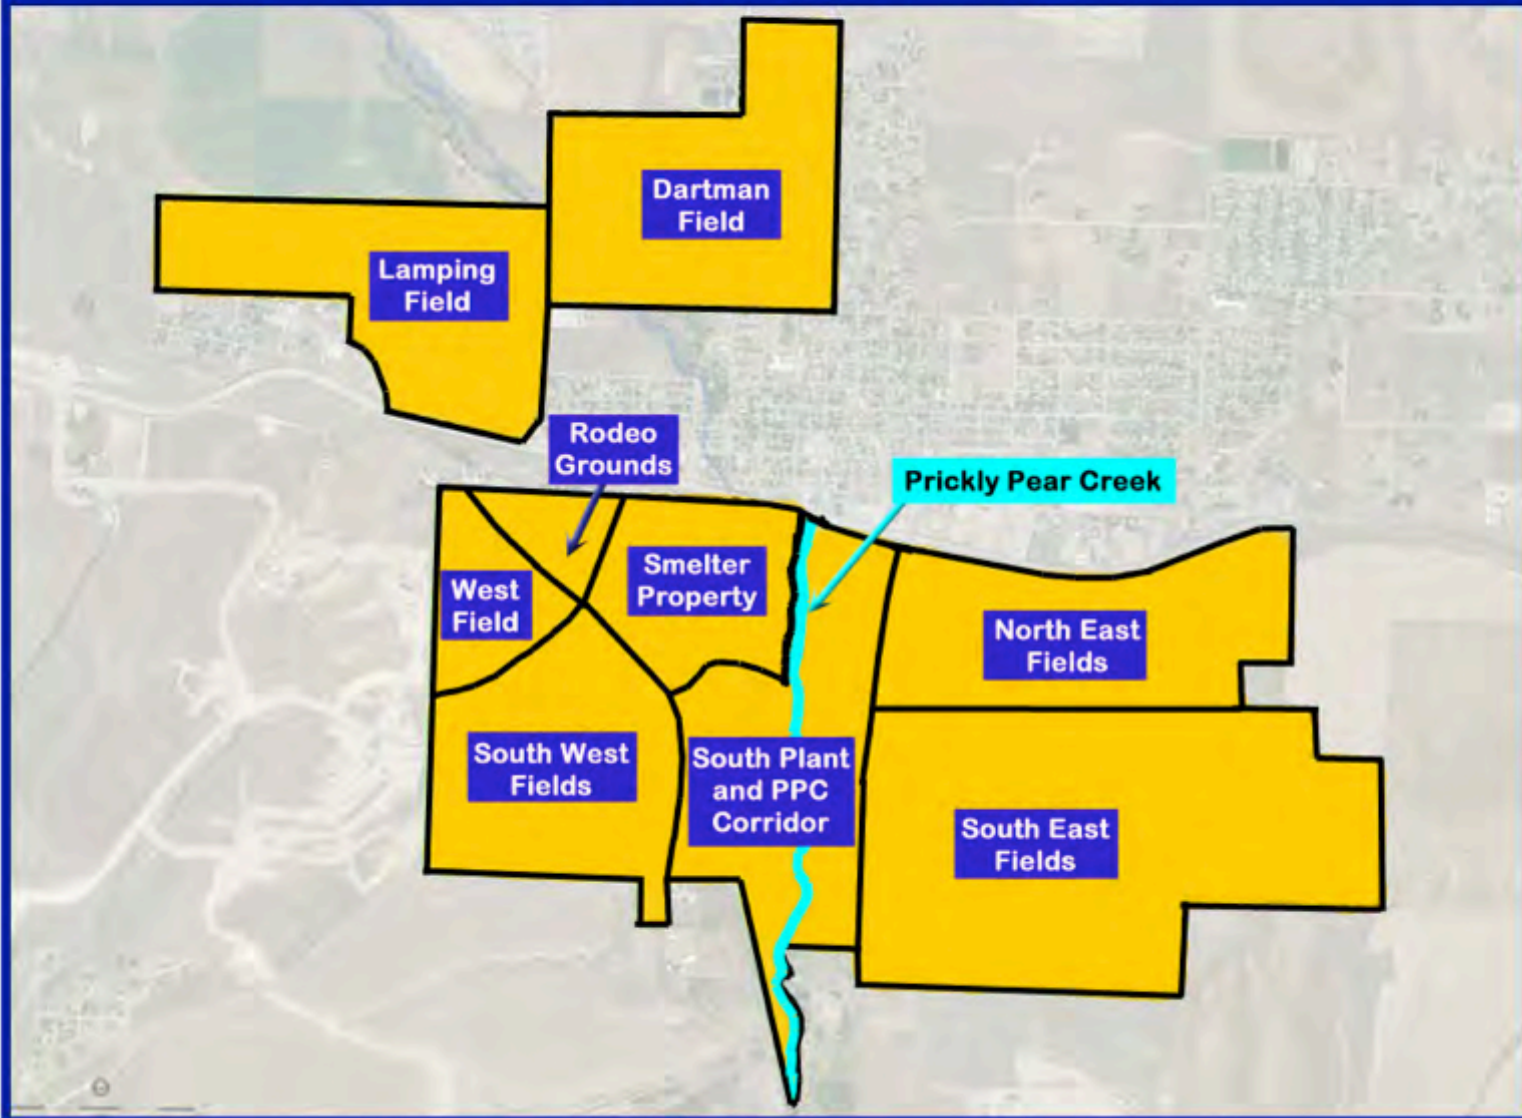 Dartman
Field
Lamping
Field
Rodeo
Grounds
Prickly Pear Creek
Smelter
Property
West
Field
North East
Fields
South West
Fields
South Plant
and PPC
Corridor
South East
Fields